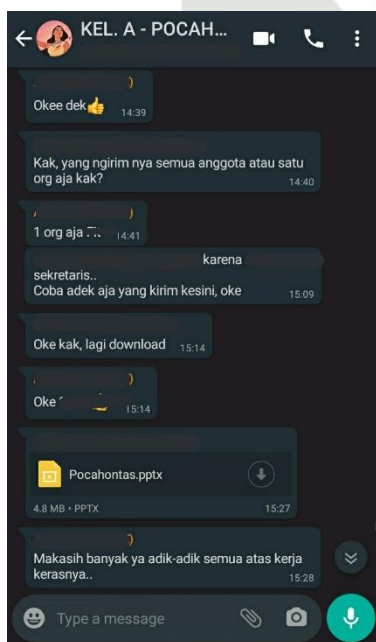 KEL. A - POCAH...
Okee dek👍
14:39
Kak, yang ngirim nya semua anggota atau satu
org aja kak?
14:40
1 org aja
14:41
karena
sekretaris..
Coba adek aja yang kirim kesini, oke
15:09
Oke kak, lagi download
15:14
Oke
15:14
Pocahontas.pptx
4.8 MB • PPTX
15:27
Makasih banyak ya adik-adik semua atas kerja
kerasnya..
15:28
Type a message